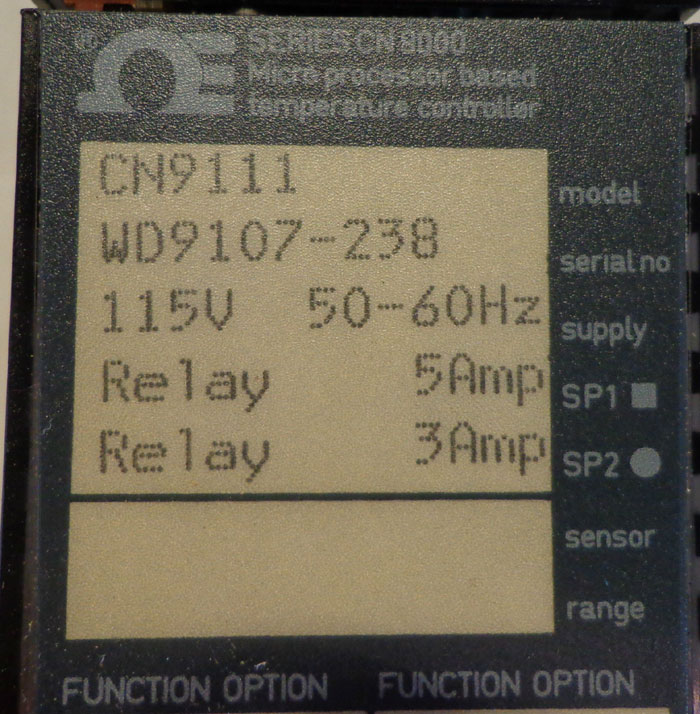 SERIES CN 9000
Micro processor based
temperature controller
CN9111 model
WD9107-238 serial no
115V 50-60Hz supply
Relay 5Amp SP1
Relay 3Amp SP2
sensor
range
FUNCTION OPTION FUNCTION OPTION